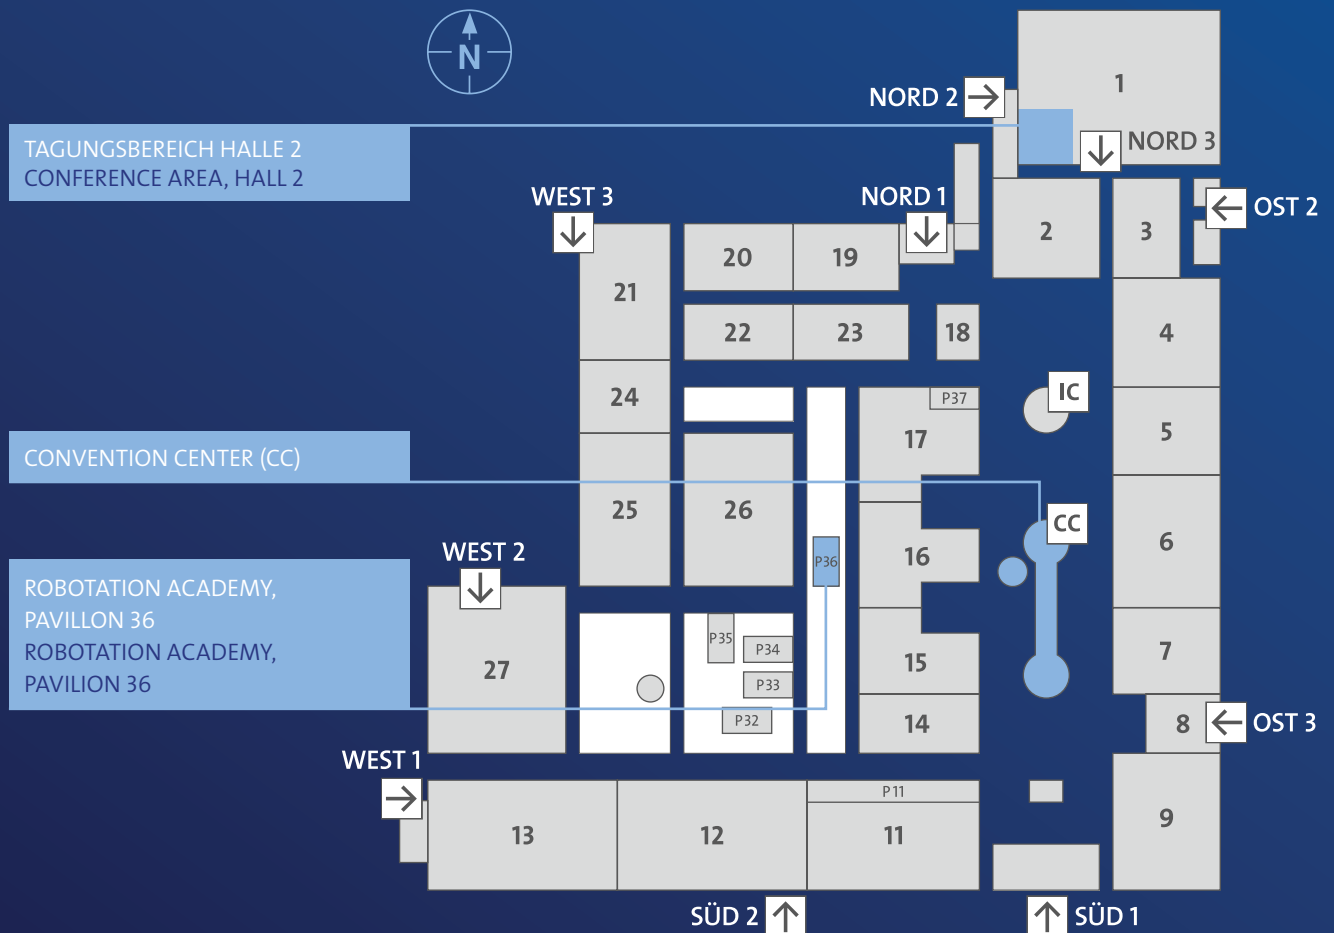 N
1
NORD 2
NORD 3
TAGUNGSBEREICH HALLE 2
CONFERENCE AREA, HALL 2
WEST 3
NORD 1
OST 2
2
3
20
19
21
22
23
18
4
24
P37
IC
17
5
CONVENTION CENTER (CC)
25
26
CC
WEST 2
P36
16
6
ROBOTATION ACADEMY,
PAVILLON 36
ROBOTATION ACADEMY,
PAVILION 36
27
P35
P34
P33
P32
15
7
14
8
OST 3
WEST 1
P11
13
12
11
9
SÜD 2
SÜD 1